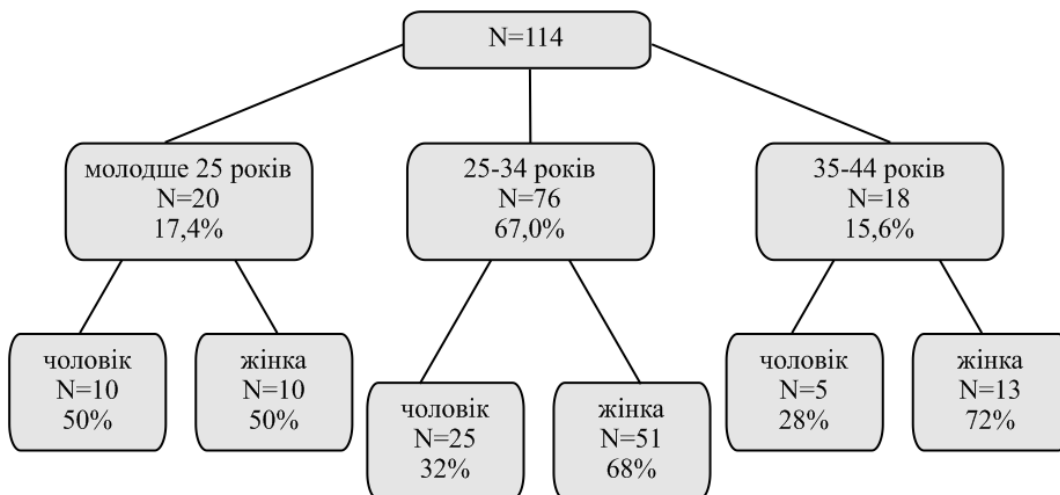 N=114
молодше 25 років
N=20
17,4%
25-34 років
N=76
67,0%
35-44 років
N=18
15,6%
чоловік
N=10
50%
жінка
N=10
50%
чоловік
N=25
32%
жінка
N=51
68%
чоловік
N=5
28%
жінка
N=13
72%